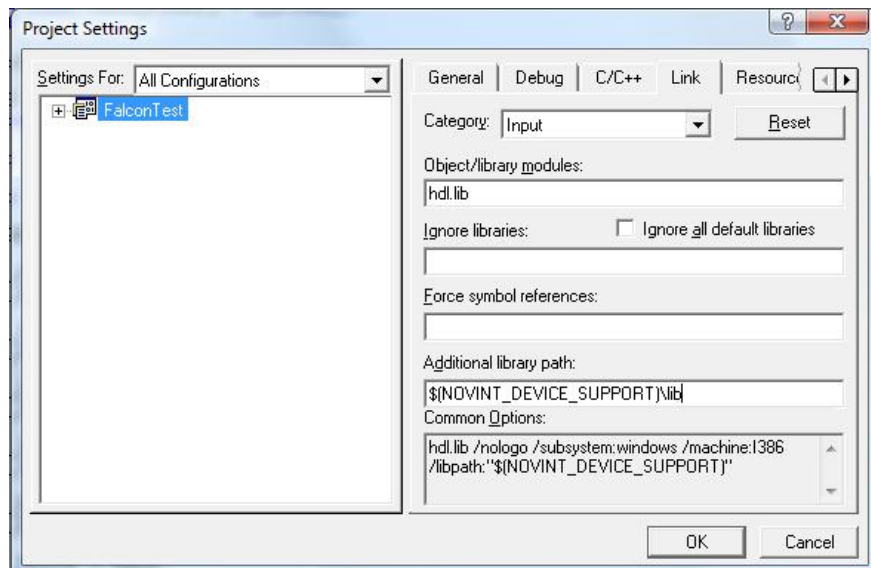 Project Settings
Settings For: All Configurations
FalconTest
General Debug C/C++ Link Resourc
Category: Input Reset
Object/library modules:
hdl.lib
Ignore libraries: Ignore all default libraries
Force symbol references:
Additional library path:
$(NOVINT_DEVICE_SUPPORT)\lib
Common Options:
hdl.lib /nologo /subsystem:windows /machine:I386
/libpath:"$(NOVINT_DEVICE_SUPPORT)"
OK Cancel